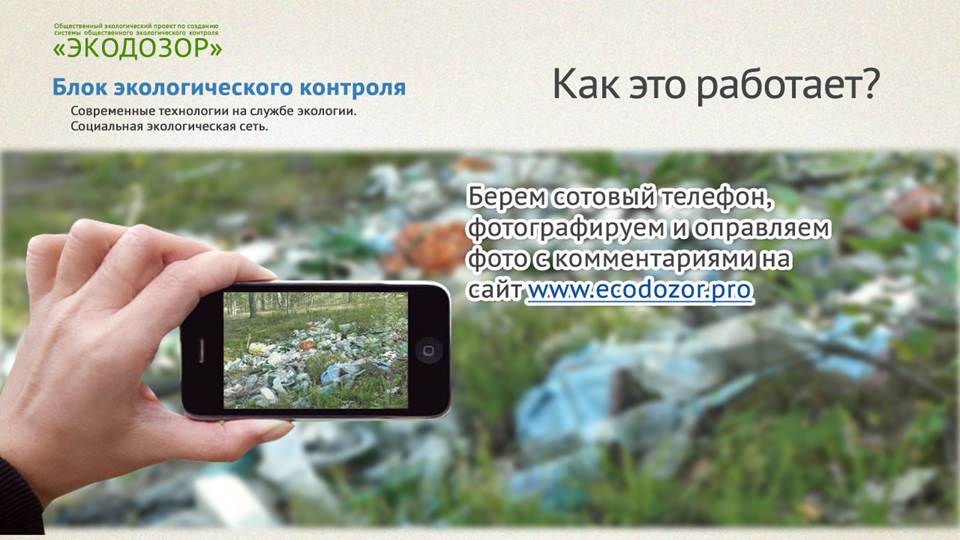 Общественный экологический проект по созданию
системы общественного экологического контроля
«ЭКОДОЗОР»
Блок экологического контроля
Современные технологии на службе экологии.
Социальная экологическая сеть.
Как это работает?
Берем сотовый телефон,
фотографируем и оправляем
фото с комментариями на
сайт www.ecodozor.pro